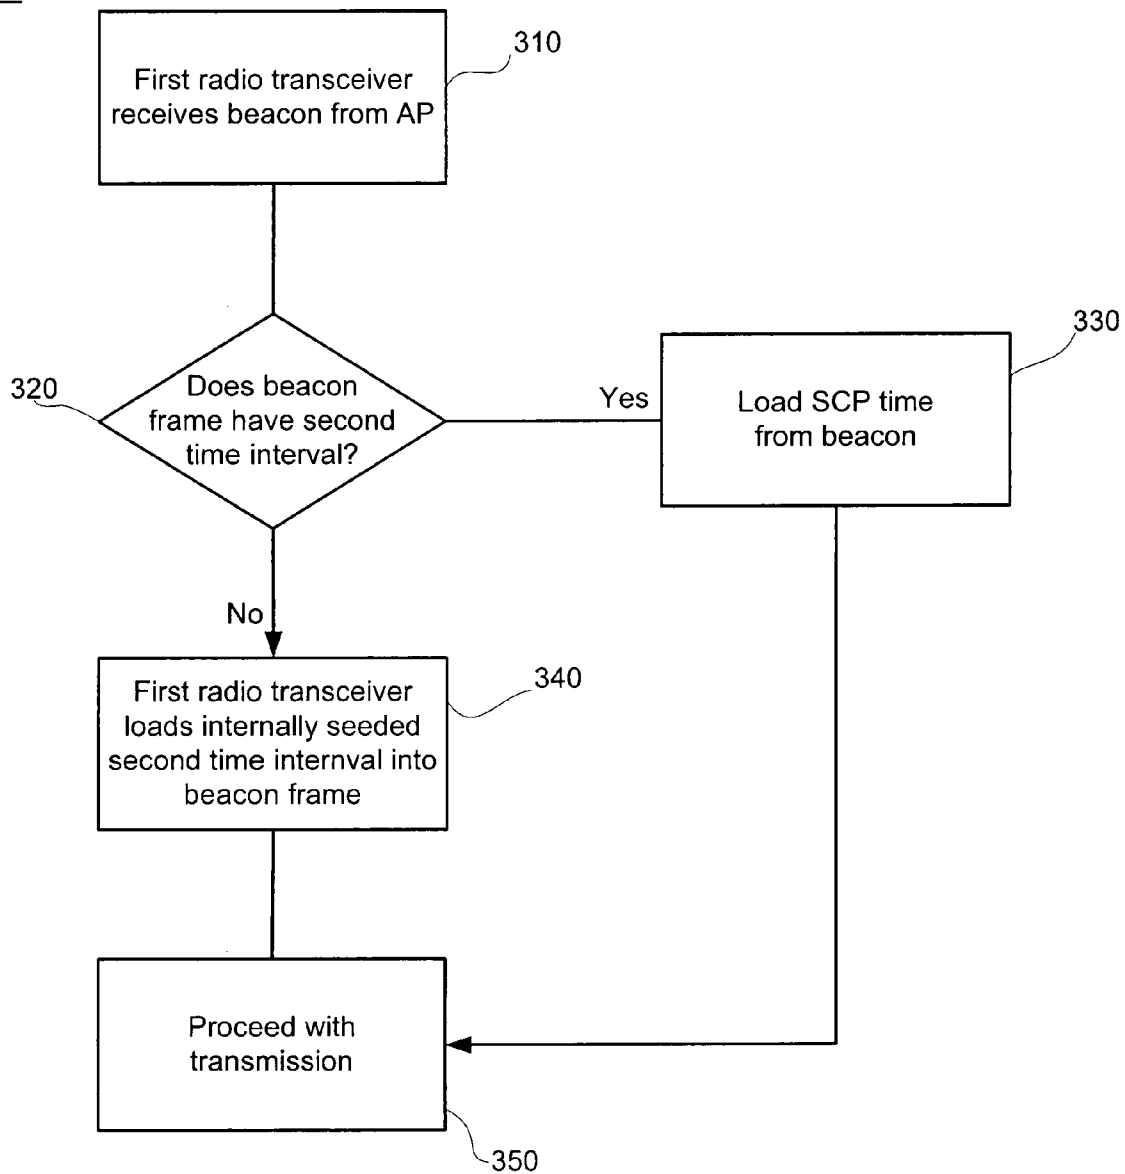 310
First radio transceiver
receives beacon from AP
320
Does beacon
frame have second
time interval?
Yes
330
Load SCP time
from beacon
No
340
First radio transceiver
loads internally seeded
second time internval into
beacon frame
Proceed with
transmission
350